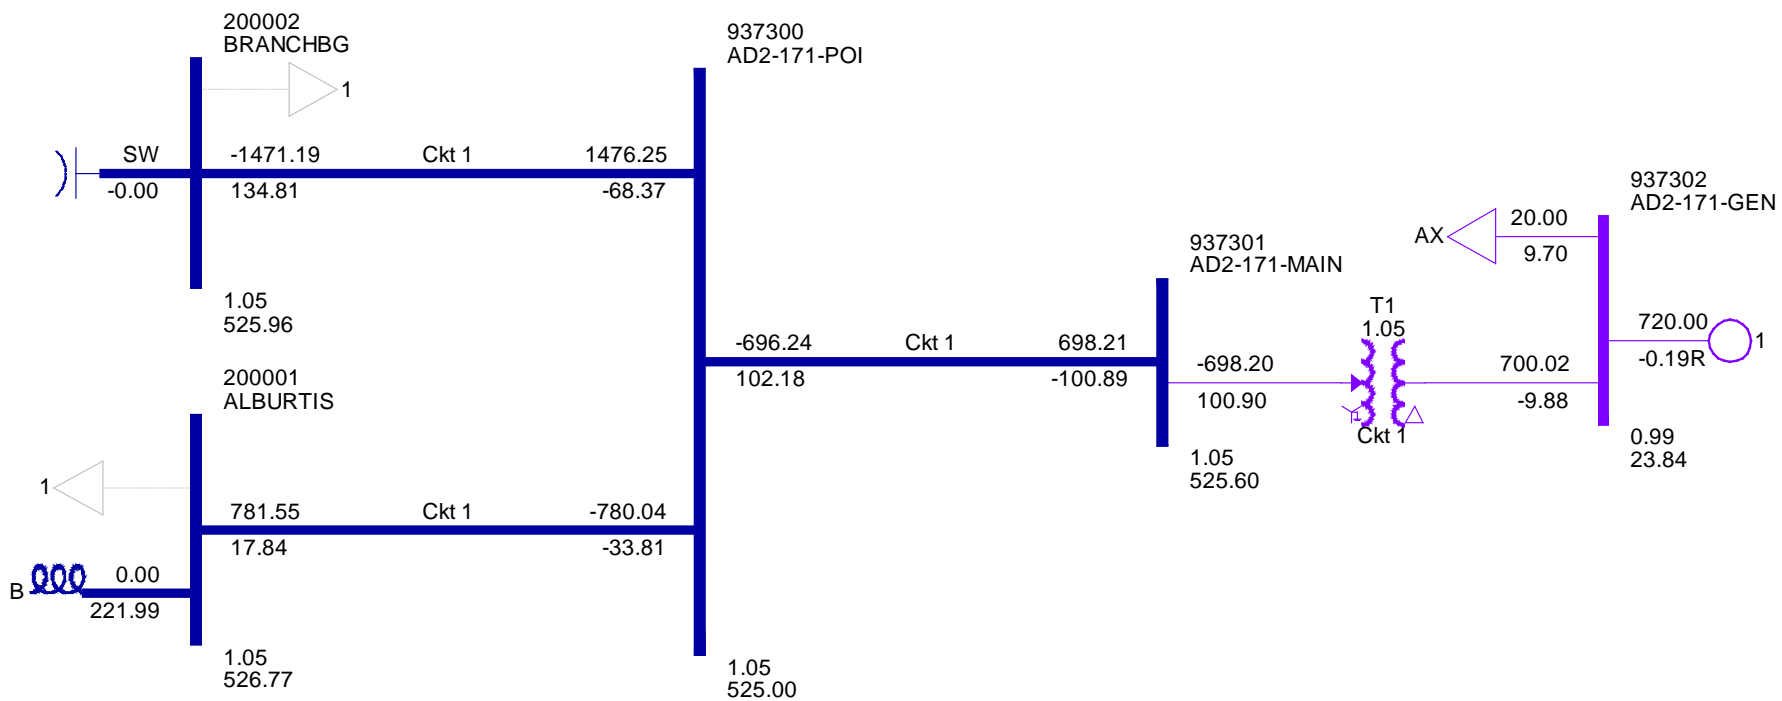 200002
BRANCHBG
1
SW
-0.00
-1471.19
134.81
Ckt 1
1476.25
-68.37
1.05
525.96
937300
AD2-171-POI
200001
ALBURTIS
1
781.55
17.84
Ckt 1
-780.04
-33.81
B
0.00
221.99
1.05
526.77
1.05
525.00
-696.24
102.18
Ckt 1
698.21
-100.89
937301
AD2-171-MAIN
1.05
525.60
-698.20
100.90
T1
1.05
Ckt 1
700.02
-9.88
937302
AD2-171-GEN
AX
20.00
9.70
720.00
-0.19R
1
0.99
23.84